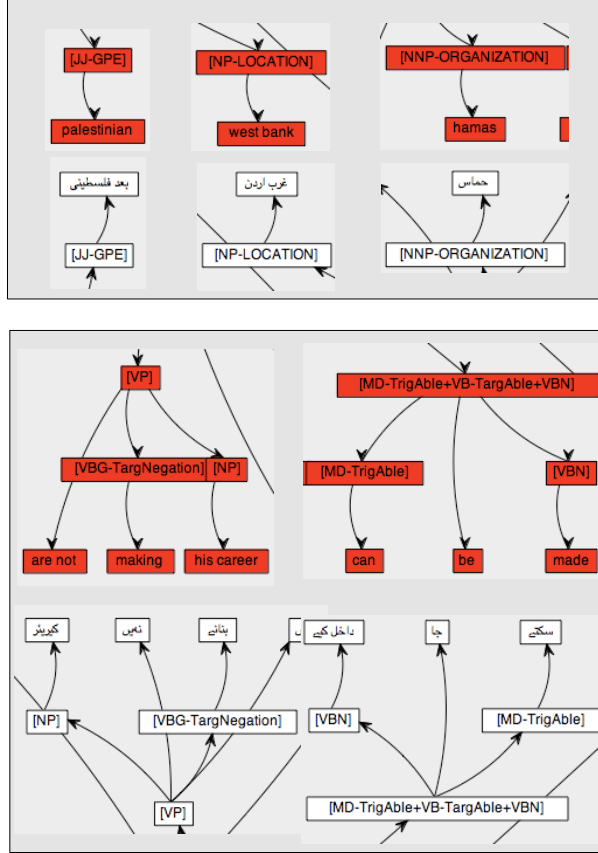 [JJ-GPE] [NP-LOCATION] [NNP-ORGANIZATION]
palestinian west bank hamas
بعد فلسطینی غرب اردن حماس
[JJ-GPE] [NP-LOCATION] [NNP-ORGANIZATION]
[VP] [MD-TrigAble+VB-TargAble+VBN]
[VBG-TargNegation] [NP] [MD-TrigAble] [VBN]
are not making his career can be made
کیریئر نہیں بنانے داخل کیے جا سکتے
[NP] [VBG-TargNegation] [VBN] [MD-TrigAble]
[VP] [MD-TrigAble+VB-TargAble+VBN]